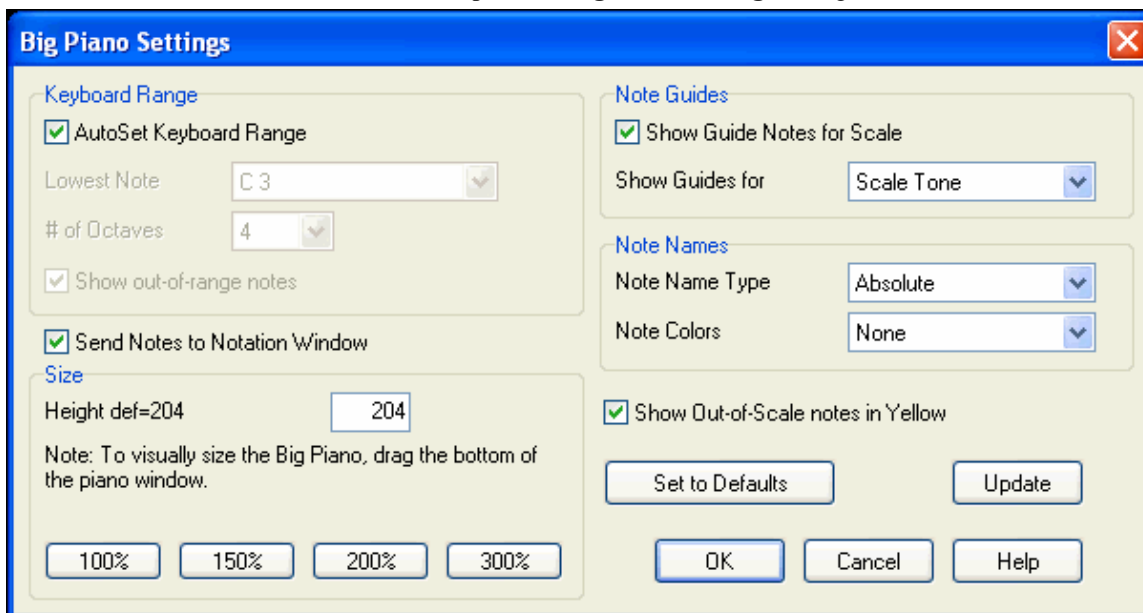 Big Piano Settings
Keyboard Range
AutoSet Keyboard Range
Lowest Note C 3
# of Octaves 4
Show out-of-range notes
Send Notes to Notation Window
Size
Height def=204 204
Note: To visually size the Big Piano, drag the bottom of
the piano window.
100% 150% 200% 300%
Note Guides
Show Guide Notes for Scale
Show Guides for Scale Tone
Note Names
Note Name Type Absolute
Note Colors None
Show Out-of-Scale notes in Yellow
Set to Defaults Update
OK Cancel Help